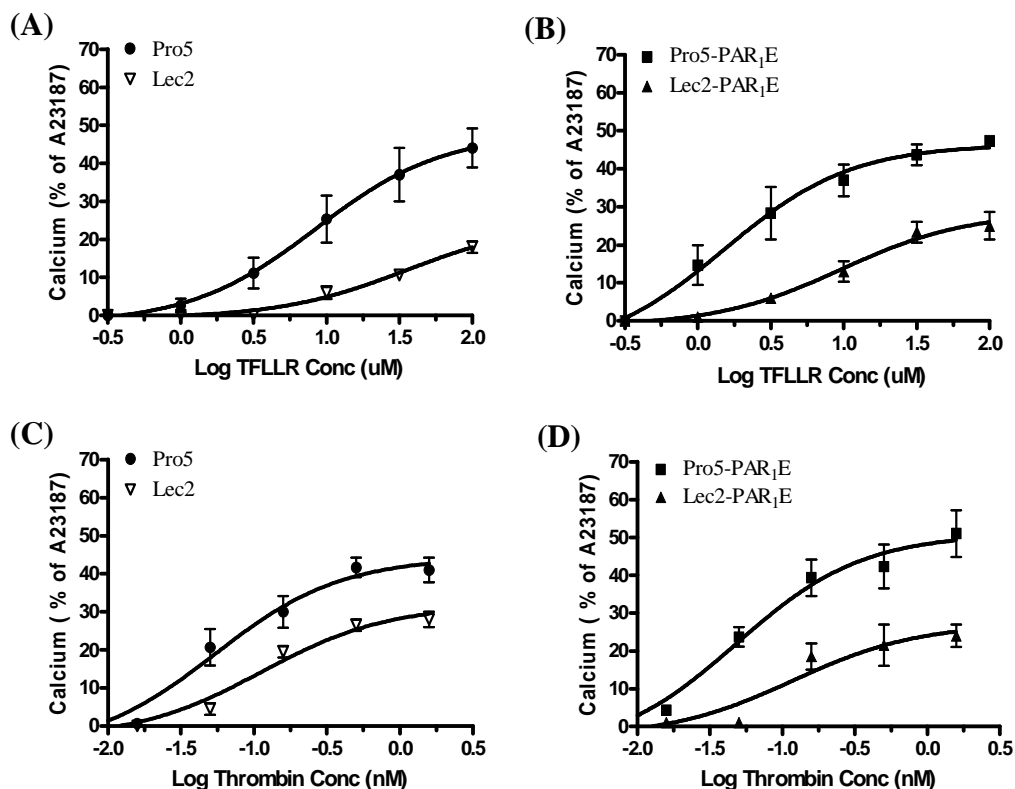 (A)
Pro5
Lec2
Calcium (% of A23187)
70
60
50
40
30
20
10
0
-0.5 0.0 0.5 1.0 1.5 2.0
Log TFLLR Conc (uM)
(B)
Pro5-PAR₁E
Lec2-PAR₁E
Calcium (% of A23187)
70
60
50
40
30
20
10
0
-0.5 0.0 0.5 1.0 1.5 2.0
Log TFLLR Conc (uM)
(C)
Pro5
Lec2
Calcium (% of A23187)
70
60
50
40
30
20
10
0
-2.0 -1.5 -1.0 -0.5 0.0 0.5
Log Thrombin Conc (nM)
(D)
Pro5-PAR₁E
Lec2-PAR₁E
Calcium ( % of A23187)
70
60
50
40
30
20
10
0
-2.0 -1.5 -1.0 -0.5 0.0 0.5
Log Thrombin Conc (nM)